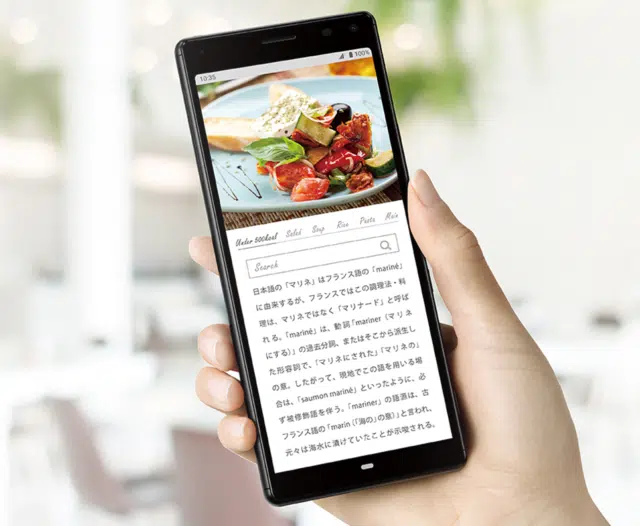 10:35 100%
Under 500kcal Salad Soup Rice Pasta Main
Search
日本語の「マリネ」はフランス語の「mariné」
に由来するが、フランスではこの調理法・料
理は、マリネではなく「マリナード」と呼ば
れる。「mariné」は、動詞「mariner（マリネ
にする）」の過去分詞、またはそこから派生し
た形容詞で、「マリネにされた」「マリネの」
の意。したがって、現地でこの語を用いる場
合は、「saumon mariné」といったように、必
ず被修飾語を伴う。「mariner」の語源は、古
フランス語の「marin（「海の」の意）」と言われ、
元々は海水に漬けていたことが示唆される。